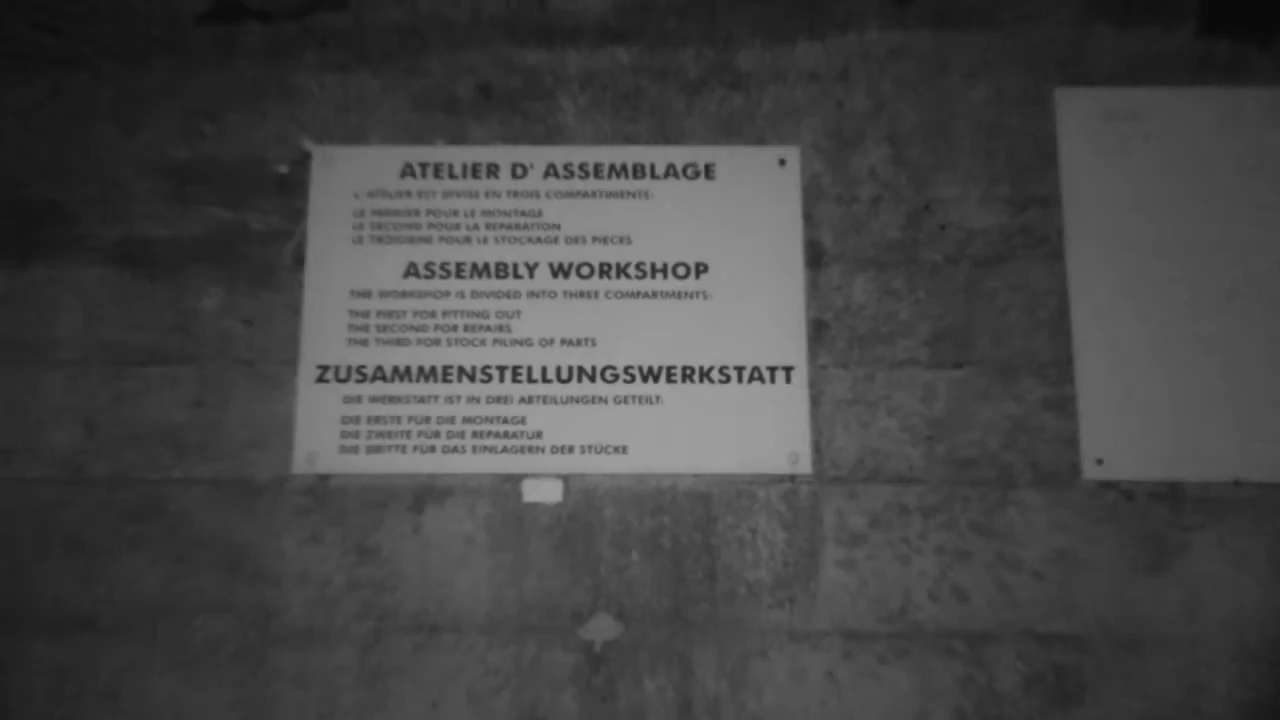 ATELIER D' ASSEMBLAGE
L' ATELIER EST DIVISE EN TROIS COMPARTIMENTS:
LE PREMIER POUR LE MONTAGE
LE SECOND POUR LA REPARATION
LE TROISIEME POUR LE STOCKAGE DES PIECES
ASSEMBLY WORKSHOP
THE WORKSHOP IS DIVIDED INTO THREE COMPARTMENTS:
THE FIRST FOR FITTING OUT
THE SECOND FOR REPAIRS
THE THIRD FOR STOCK PILING OF PARTS
ZUSAMMENSTELLUNGSWERKSTATT
DIE WERKSTATT IST IN DREI ABTEILUNGEN GETEILT:
DIE ERSTE FÜR DIE MONTAGE
DIE ZWEITE FÜR DIE REPARATUR
DIE DRITTE FÜR DAS EINLAGERN DER STÜCKE